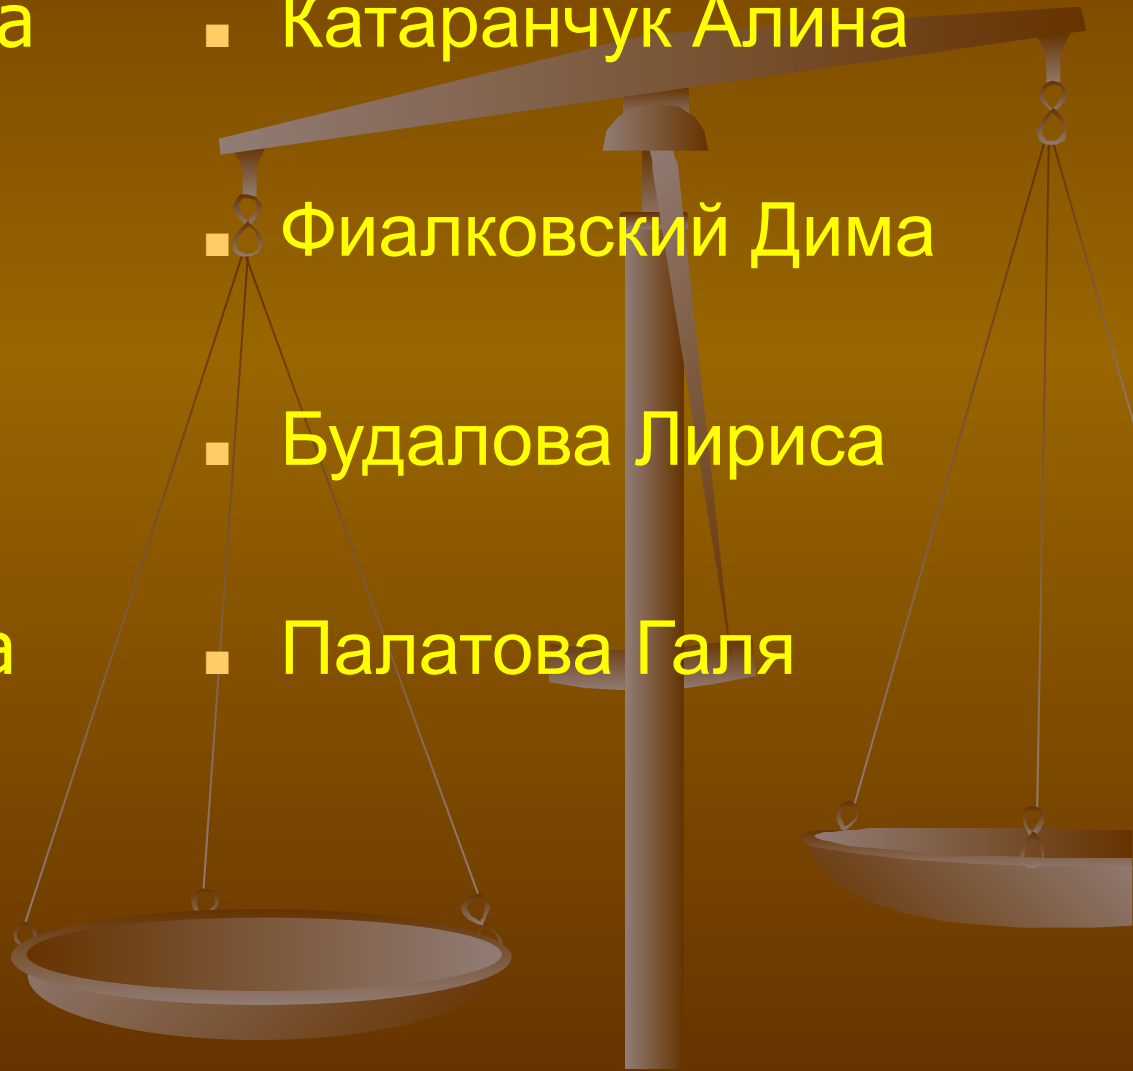 а ▪ Катаранчук Алина
▪ Фиалковский Дима
▪ Будалова Лириса
а ▪ Палатова Галя